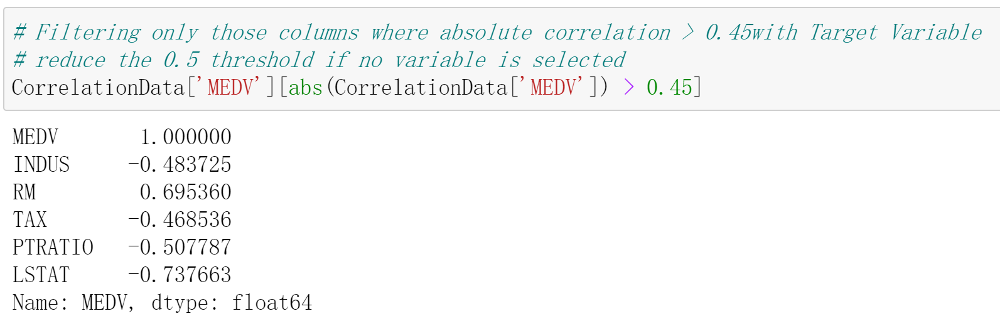 # Filtering only those columns where absolute correlation > 0.45with Target Variable
# reduce the 0.5 threshold if no variable is selected
CorrelationData['MEDV'][abs(CorrelationData['MEDV']) > 0.45]
MEDV 1.000000
INDUS -0.483725
RM 0.695360
TAX -0.468536
PTRATIO -0.507787
LSTAT -0.737663
Name: MEDV, dtype: float64